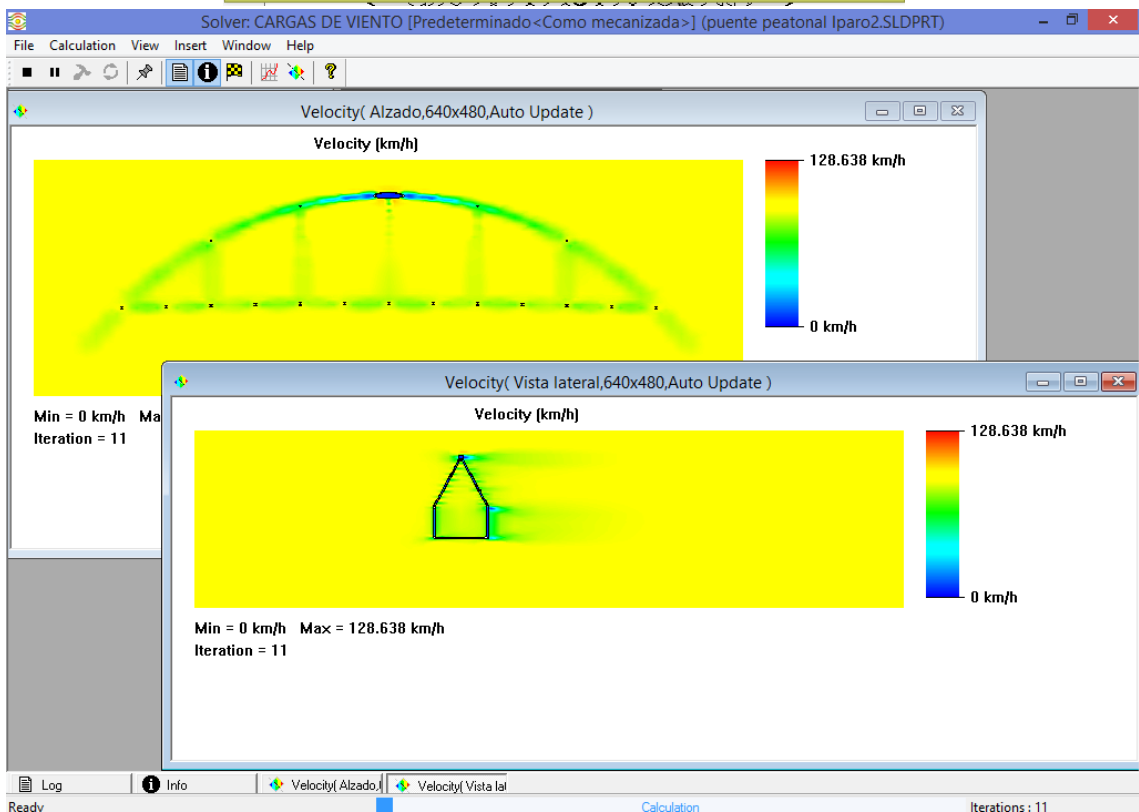 Solver: CARGAS DE VIENTO [Predeterminado<Como mecanizada>] (puente peatonal Iparo2.SLDPRT)
File Calculation View Insert Window Help
Velocity( Alzado,640x480,Auto Update )
Velocity (km/h)
128.638 km/h
0 km/h
Min = 0 km/h Ma
Iteration = 11
Velocity( Vista lateral,640x480,Auto Update )
Velocity (km/h)
128.638 km/h
0 km/h
Min = 0 km/h Max = 128.638 km/h
Iteration = 11
Log Info Velocity( Alzado, Velocity( Vista lat
Ready Calculation Iterations : 11